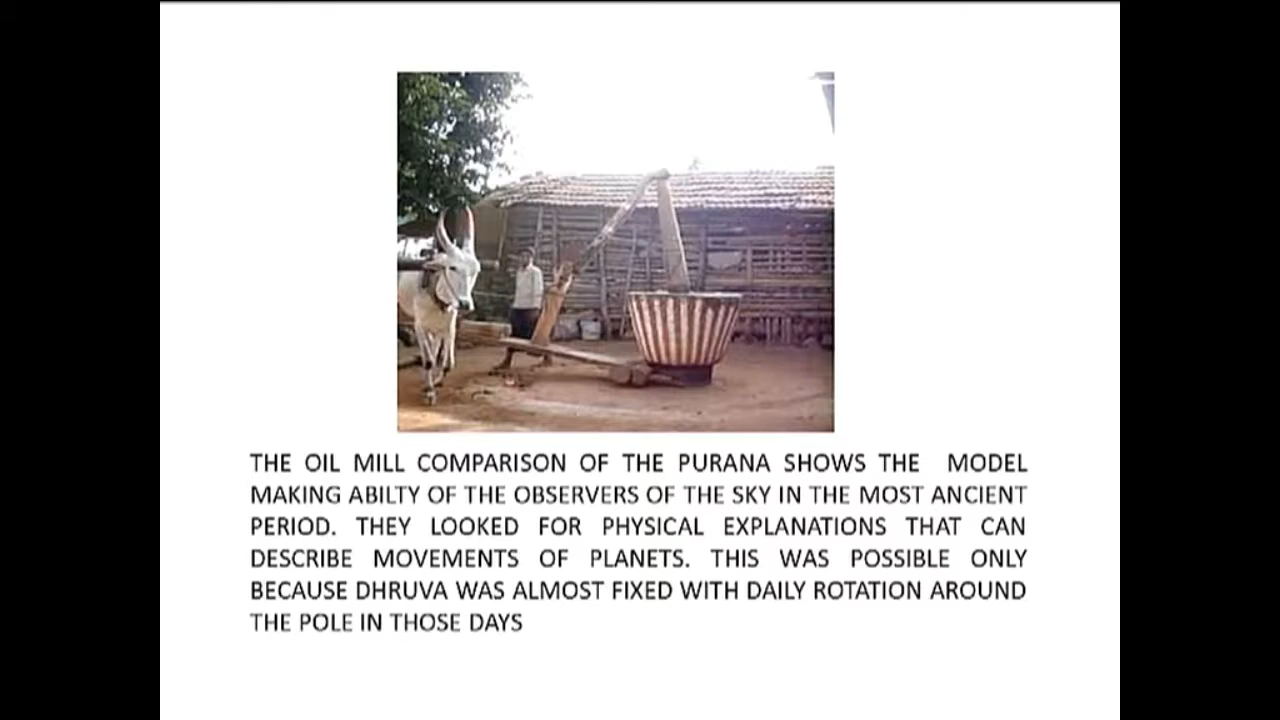 THE OIL MILL COMPARISON OF THE PURANA SHOWS THE MODEL
MAKING ABILTY OF THE OBSERVERS OF THE SKY IN THE MOST ANCIENT
PERIOD. THEY LOOKED FOR PHYSICAL EXPLANATIONS THAT CAN
DESCRIBE MOVEMENTS OF PLANETS. THIS WAS POSSIBLE ONLY
BECAUSE DHRUVA WAS ALMOST FIXED WITH DAILY ROTATION AROUND
THE POLE IN THOSE DAYS